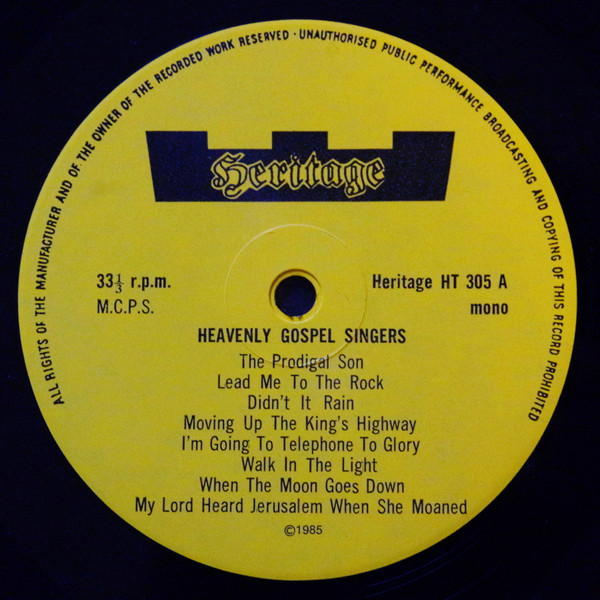 ALL RIGHTS OF THE MANUFACTURER AND OF THE OWNER OF THE RECORDED WORK RESERVED · UNAUTHORISED PUBLIC PERFORMANCE BROADCASTING AND COPYING OF THIS RECORD PROHIBITED
Heritage
33⅓ r.p.m.
M.C.P.S.
Heritage HT 305 A
mono
HEAVENLY GOSPEL SINGERS
The Prodigal Son
Lead Me To The Rock
Didn't It Rain
Moving Up The King's Highway
I'm Going To Telephone To Glory
Walk In The Light
When The Moon Goes Down
My Lord Heard Jerusalem When She Moaned
©1985